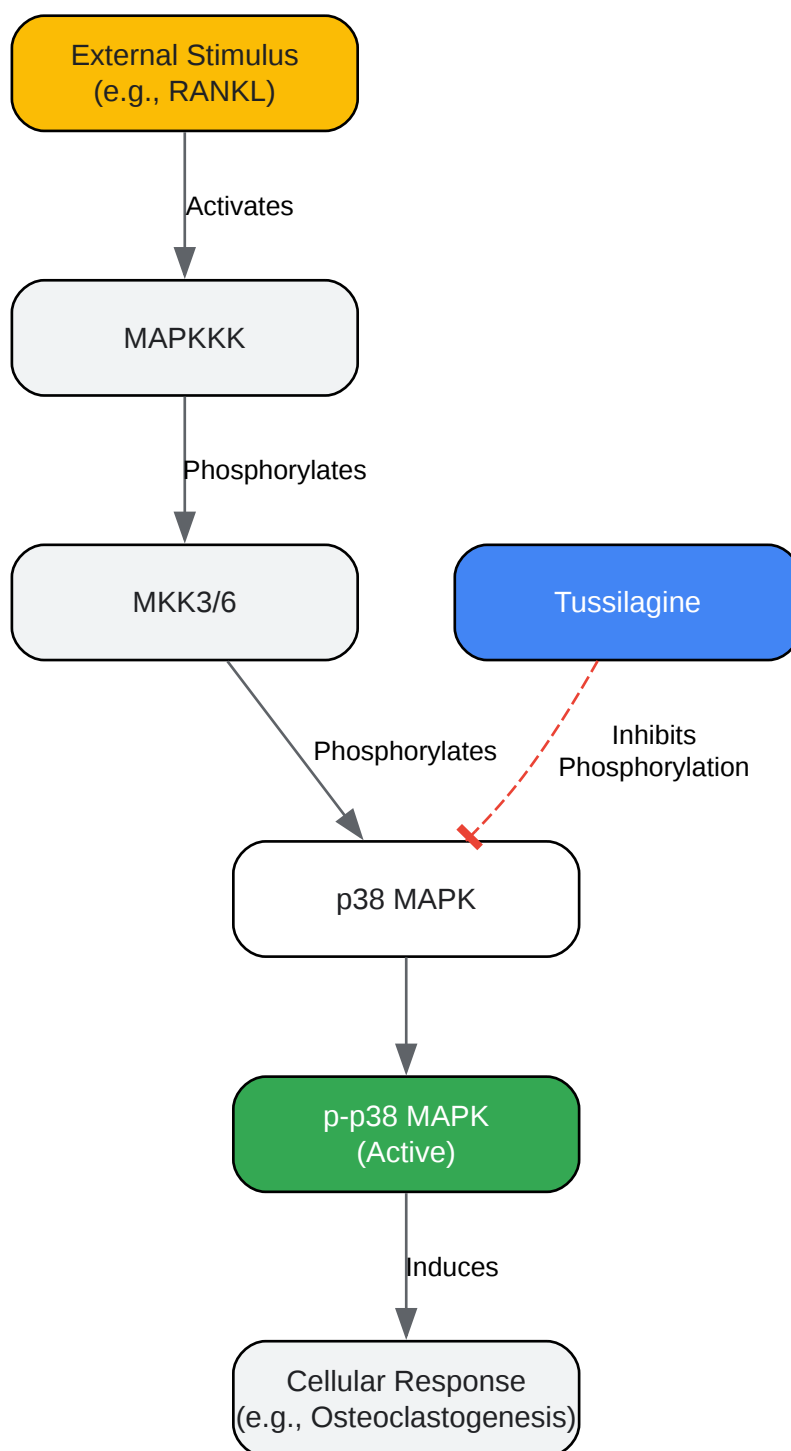 External Stimulus
(e.g., RANKL)
Activates
MAPKKK
Phosphorylates
MKK3/6
Tussilagine
Phosphorylates
Inhibits
Phosphorylation
p38 MAPK
p-p38 MAPK
(Active)
Induces
Cellular Response
(e.g., Osteoclastogenesis)